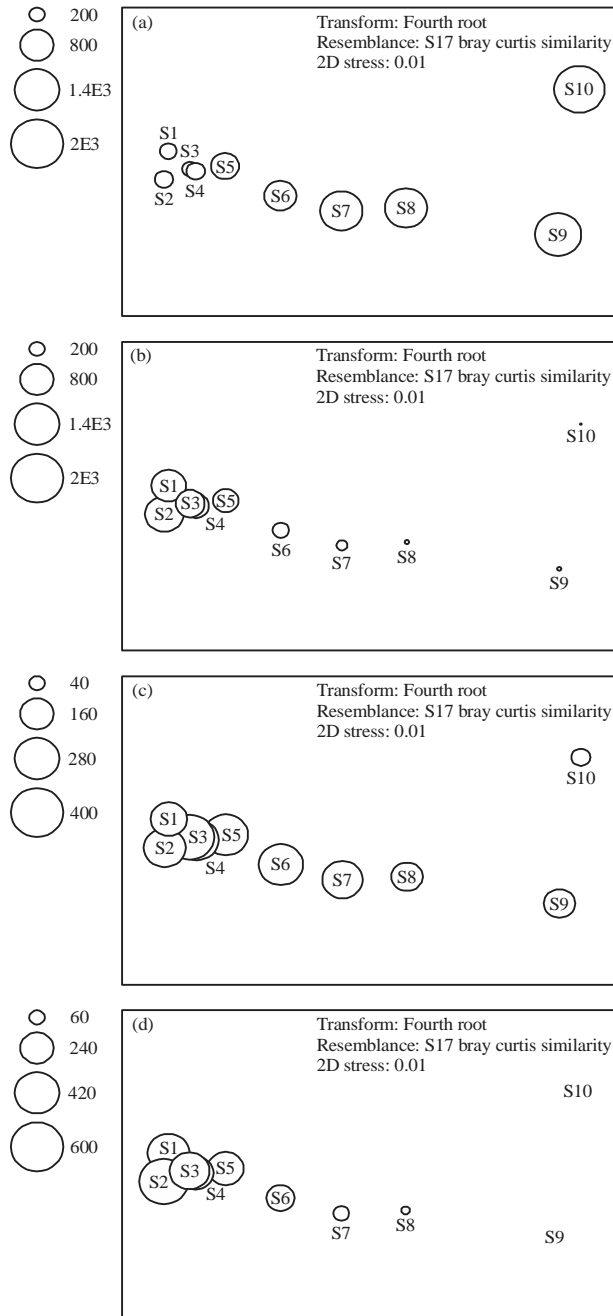 200
800
1.4E3
2E3
(a)
Transform: Fourth root
Resemblance: S17 bray curtis similarity
2D stress: 0.01
S10
S1
S3
S5
S2
S4
S6
S7
S8
S9
200
800
1.4E3
2E3
(b)
Transform: Fourth root
Resemblance: S17 bray curtis similarity
2D stress: 0.01
S10
S1
S3
S5
S2
S4
S6
S7
S8
S9
40
160
280
400
(c)
Transform: Fourth root
Resemblance: S17 bray curtis similarity
2D stress: 0.01
S10
S1
S3
S5
S2
S4
S6
S7
S8
S9
60
240
420
600
(d)
Transform: Fourth root
Resemblance: S17 bray curtis similarity
2D stress: 0.01
S10
S1
S3
S5
S2
S4
S6
S7
S8
S9